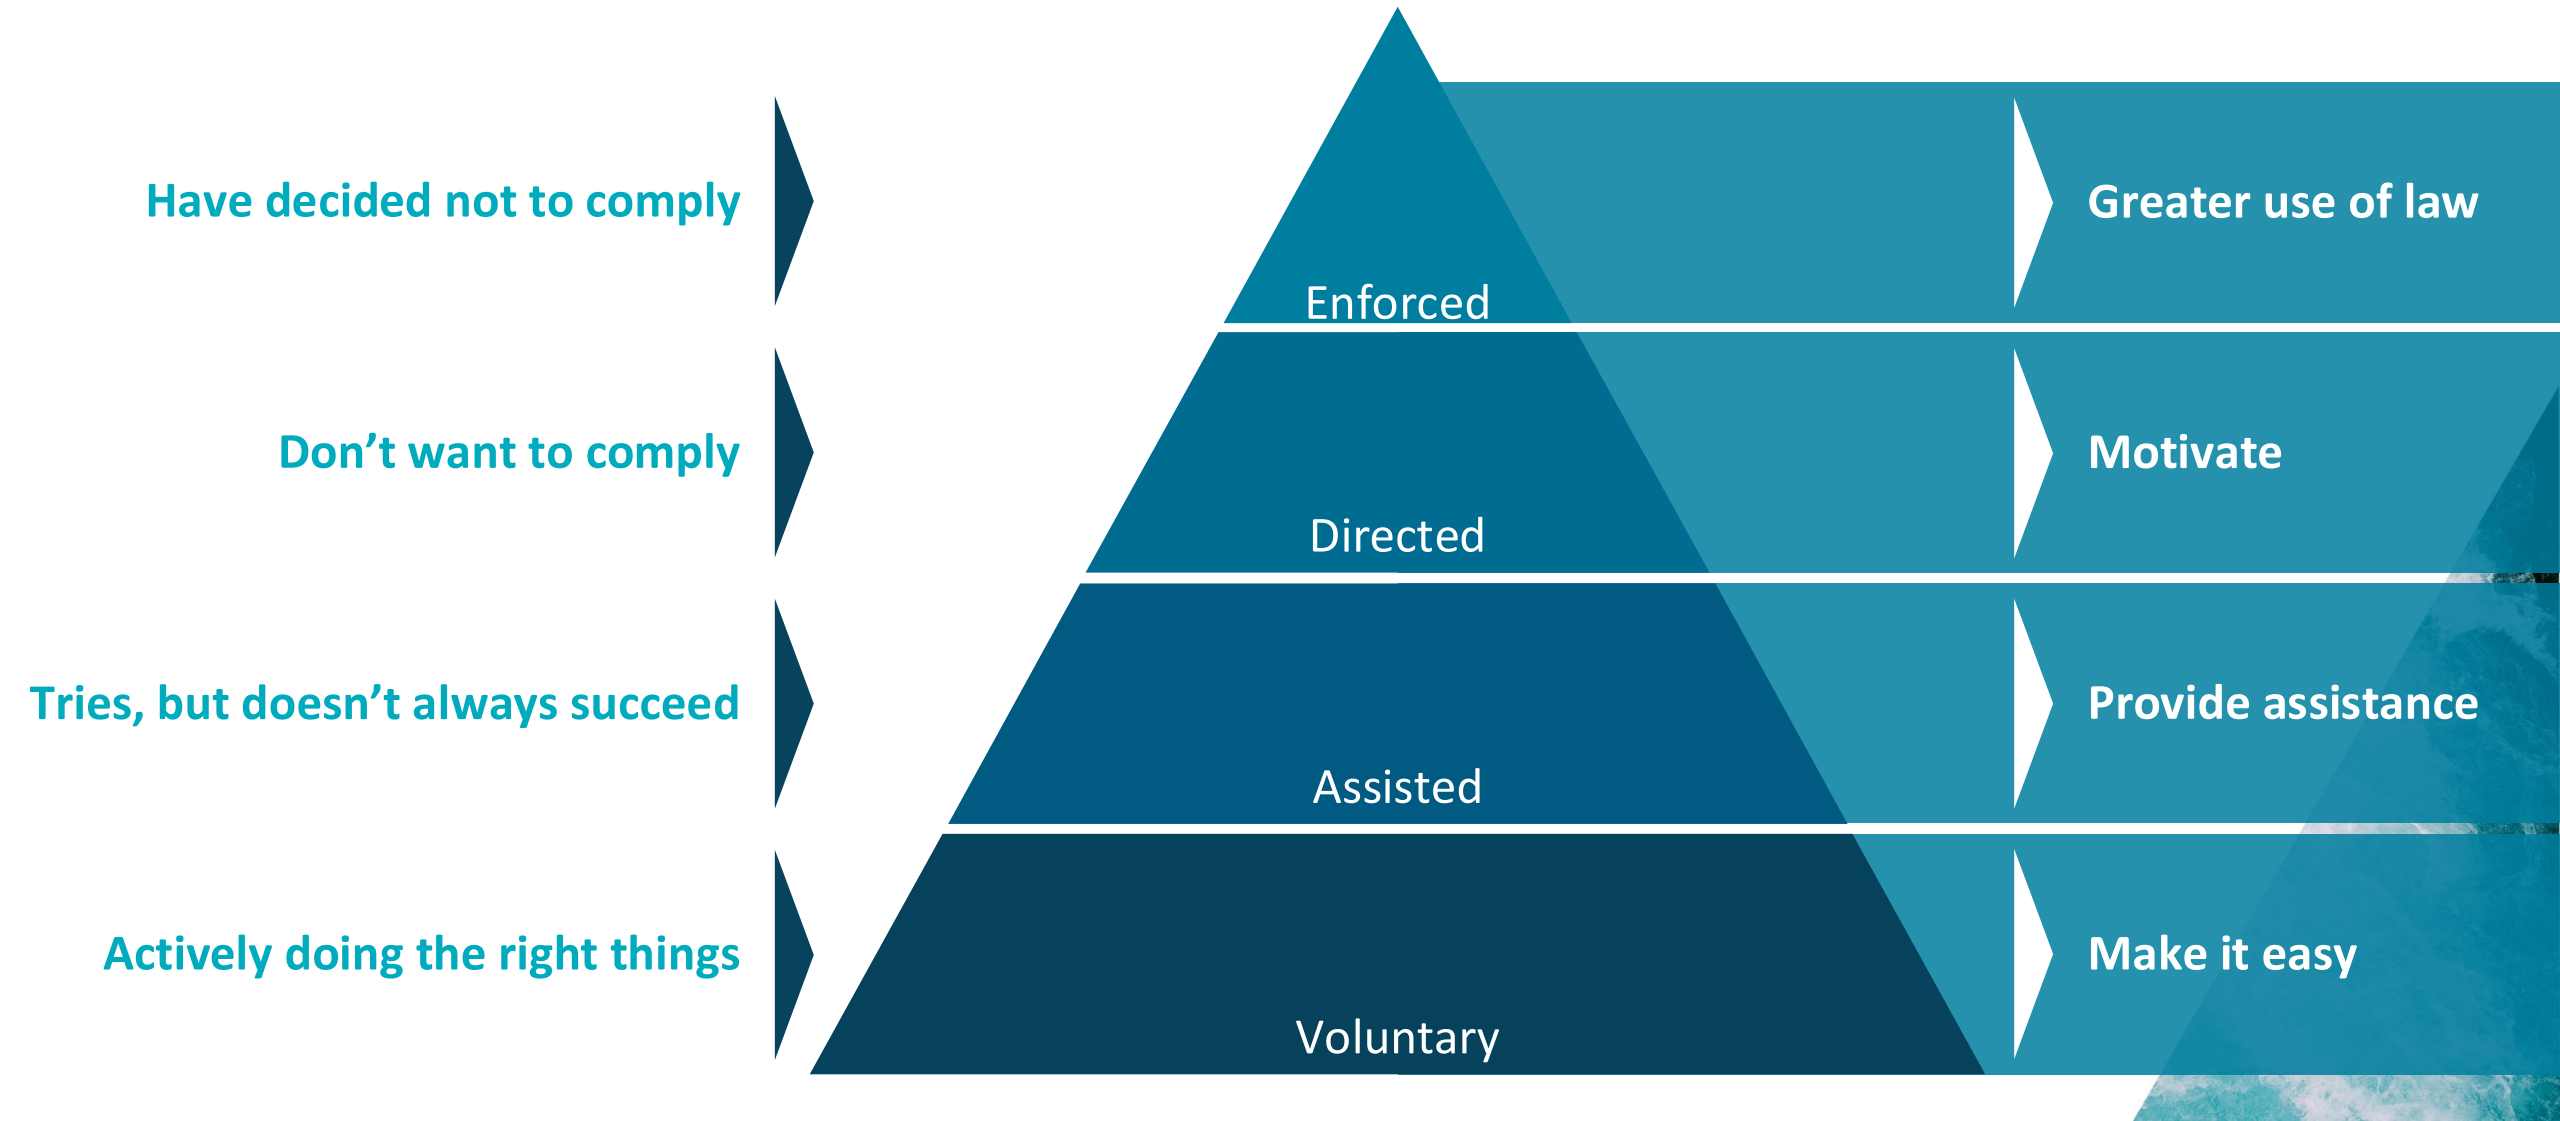 Have decided not to comply
Enforced
Greater use of law
Don’t want to comply
Directed
Motivate
Tries, but doesn’t always succeed
Assisted
Provide assistance
Actively doing the right things
Voluntary
Make it easy